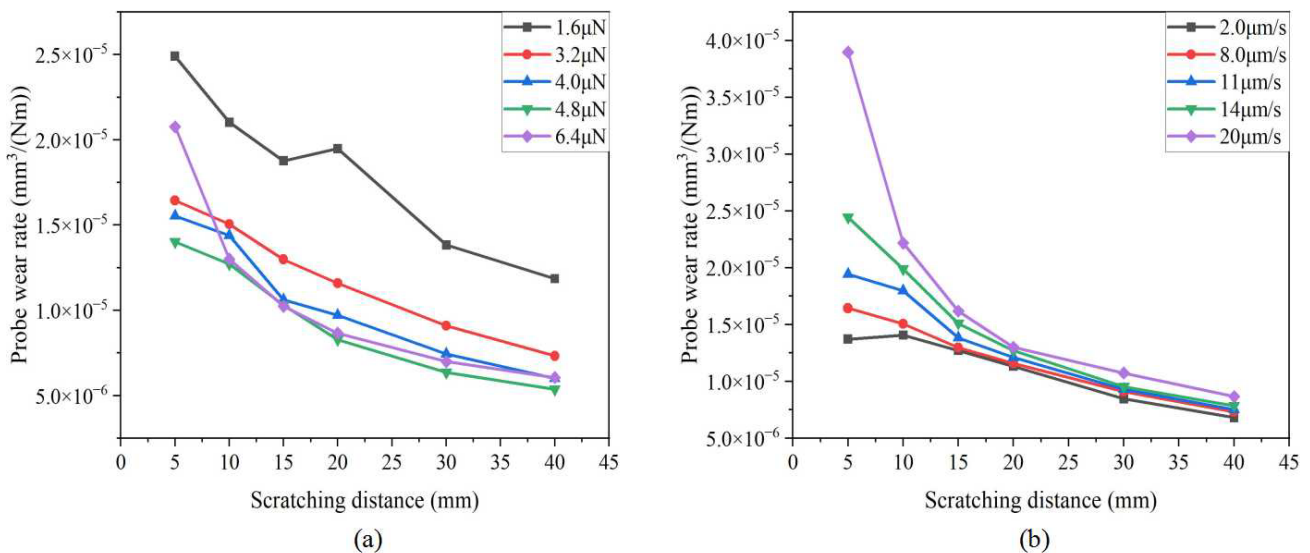 1.6μN
3.2μN
4.0μN
4.8μN
6.4μN
2.5×10⁻⁵
2.0×10⁻⁵
1.5×10⁻⁵
1.0×10⁻⁵
5.0×10⁻⁶
Probe wear rate (mm³/(Nm))
0 5 10 15 20 25 30 35 40 45
Scratching distance (mm)
(a)
2.0μm/s
8.0μm/s
11μm/s
14μm/s
20μm/s
4.0×10⁻⁵
3.5×10⁻⁵
3.0×10⁻⁵
2.5×10⁻⁵
2.0×10⁻⁵
1.5×10⁻⁵
1.0×10⁻⁵
5.0×10⁻⁶
Probe wear rate (mm³/(Nm))
0 5 10 15 20 25 30 35 40 45
Scratching distance (mm)
(b)